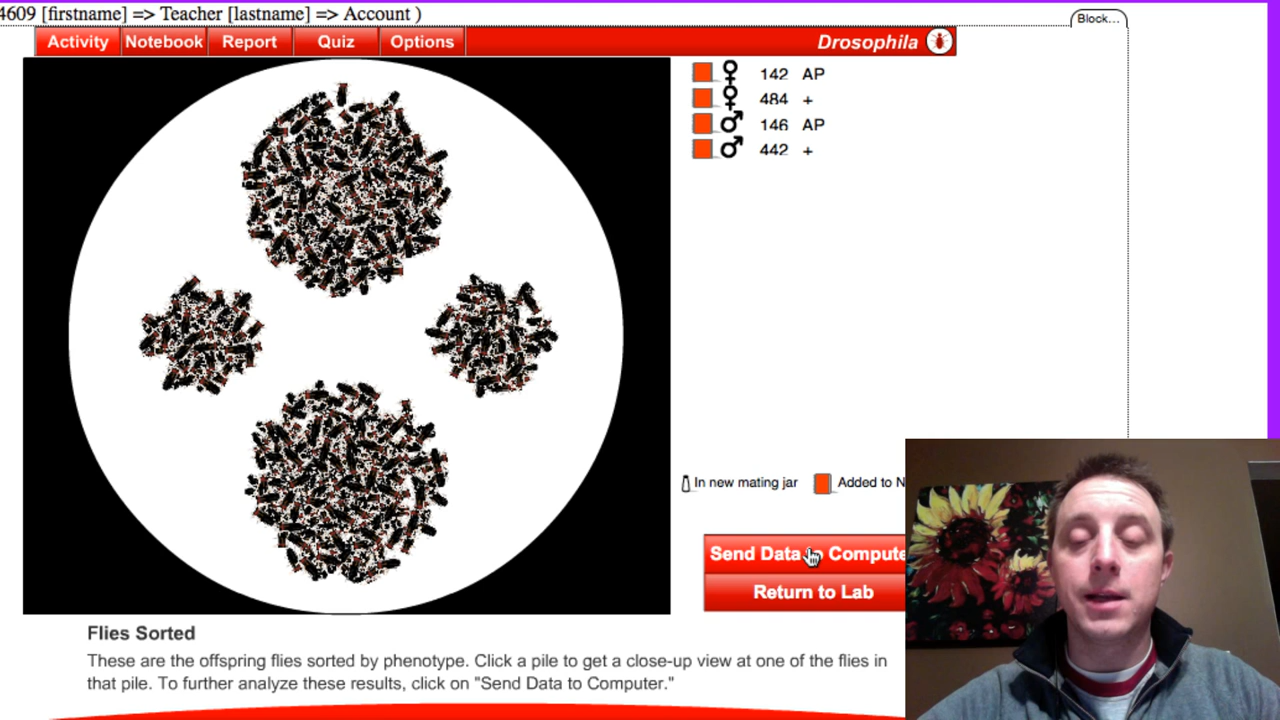 4609 [firstname] => Teacher [lastname] => Account )
Block...
Activity Notebook Report Quiz Options Drosophila
♀ 142 AP
♀ 484 +
♂ 146 AP
♂ 442 +
In new mating jar Added to N
Send Data to Compute
Return to Lab
Flies Sorted
These are the offspring flies sorted by phenotype. Click a pile to get a close-up view at one of the flies in
that pile. To further analyze these results, click on "Send Data to Computer."